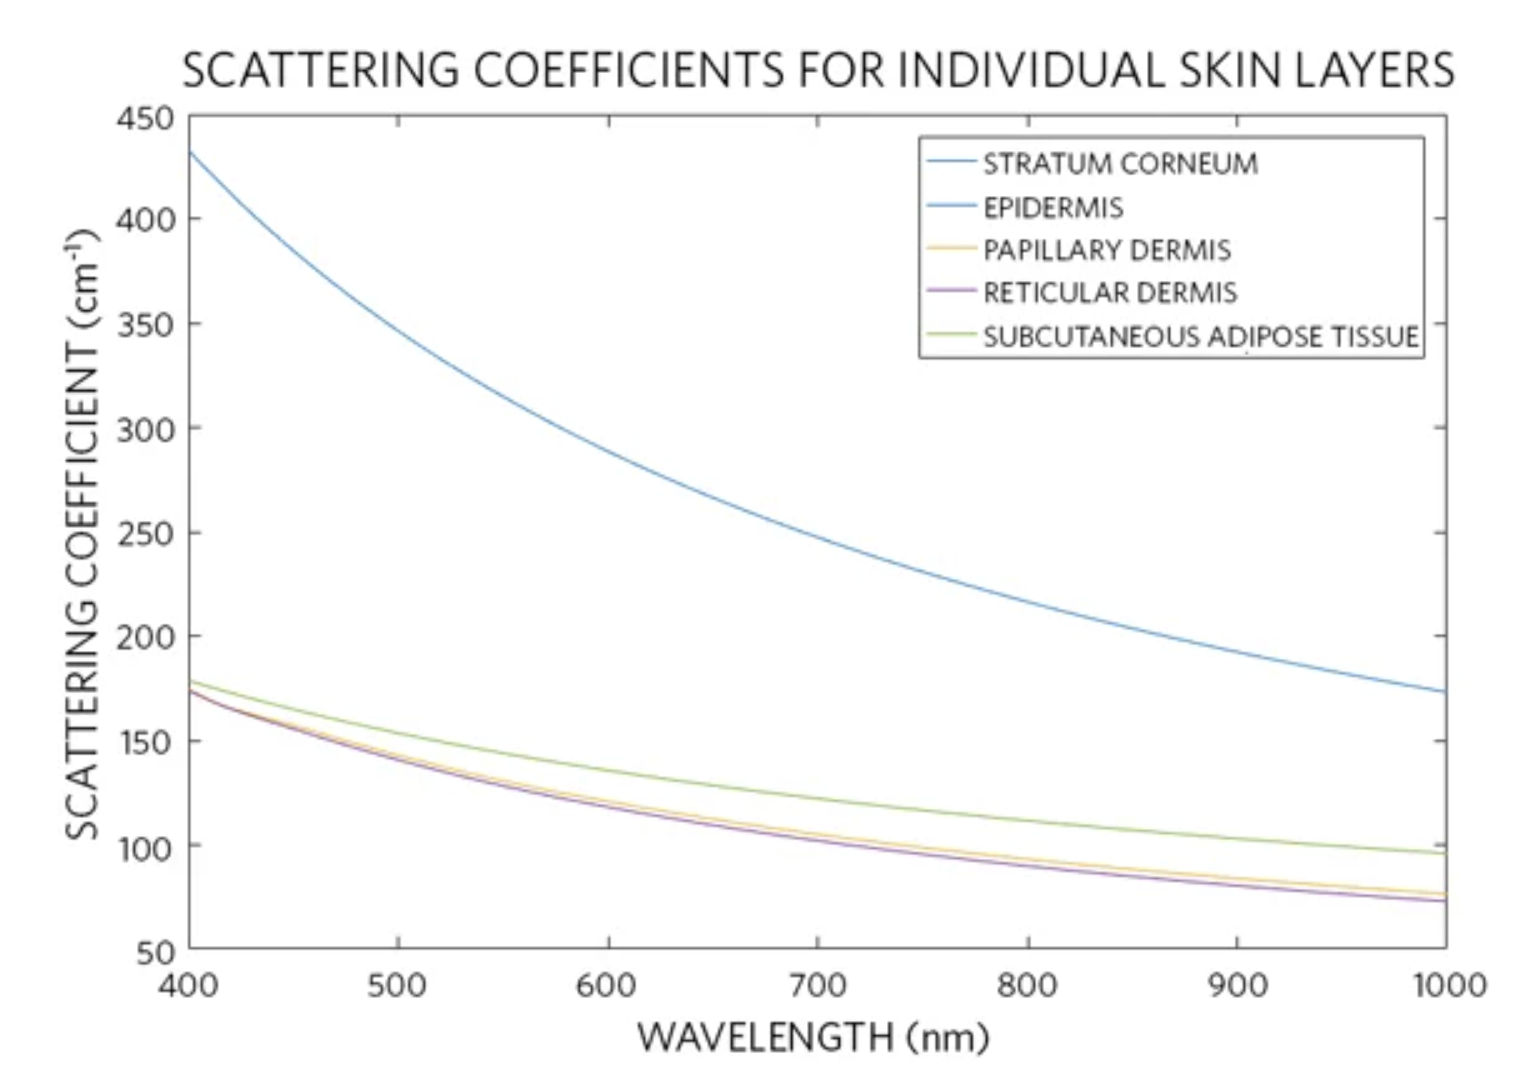 SCATTERING COEFFICIENTS FOR INDIVIDUAL SKIN LAYERS
SCATTERING COEFFICIENT (cm⁻¹)
450
400
350
300
250
200
150
100
50
STRATUM CORNEUM
EPIDERMIS
PAPILLARY DERMIS
RETICULAR DERMIS
SUBCUTANEOUS ADIPOSE TISSUE
400 500 600 700 800 900 1000
WAVELENGTH (nm)